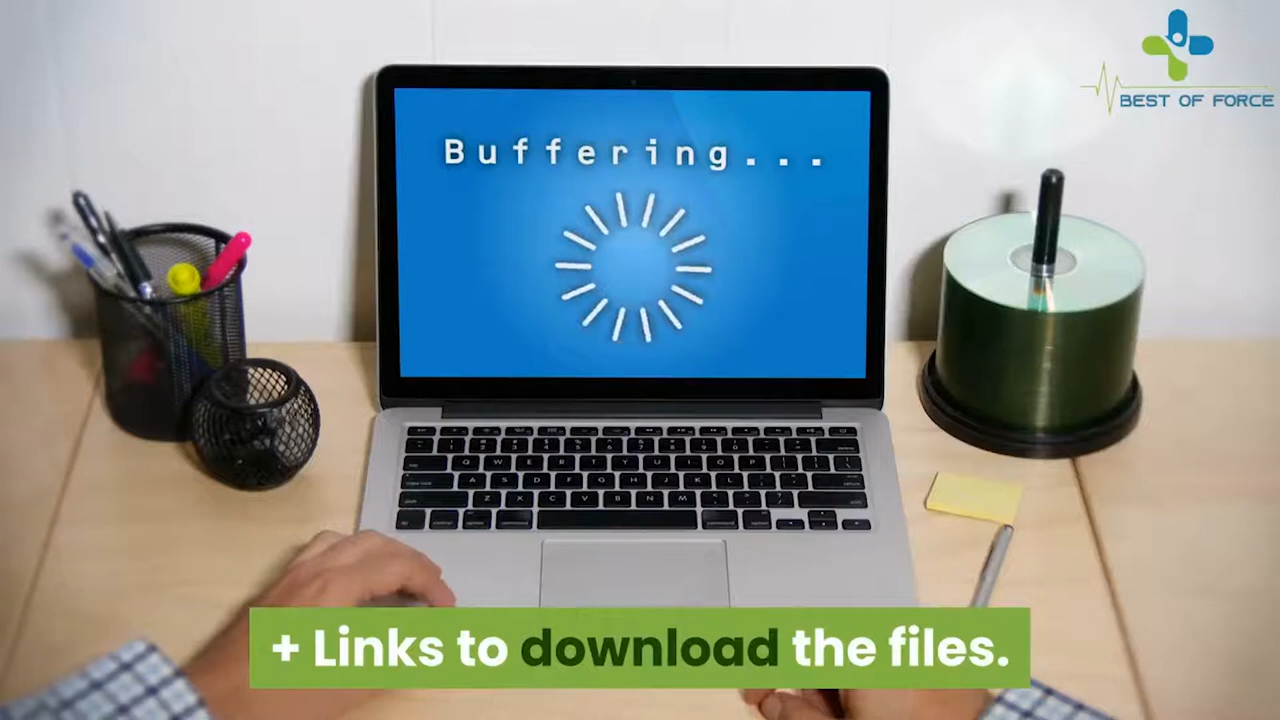 BEST OF FORCE
Buffering...
+ Links to download the files.